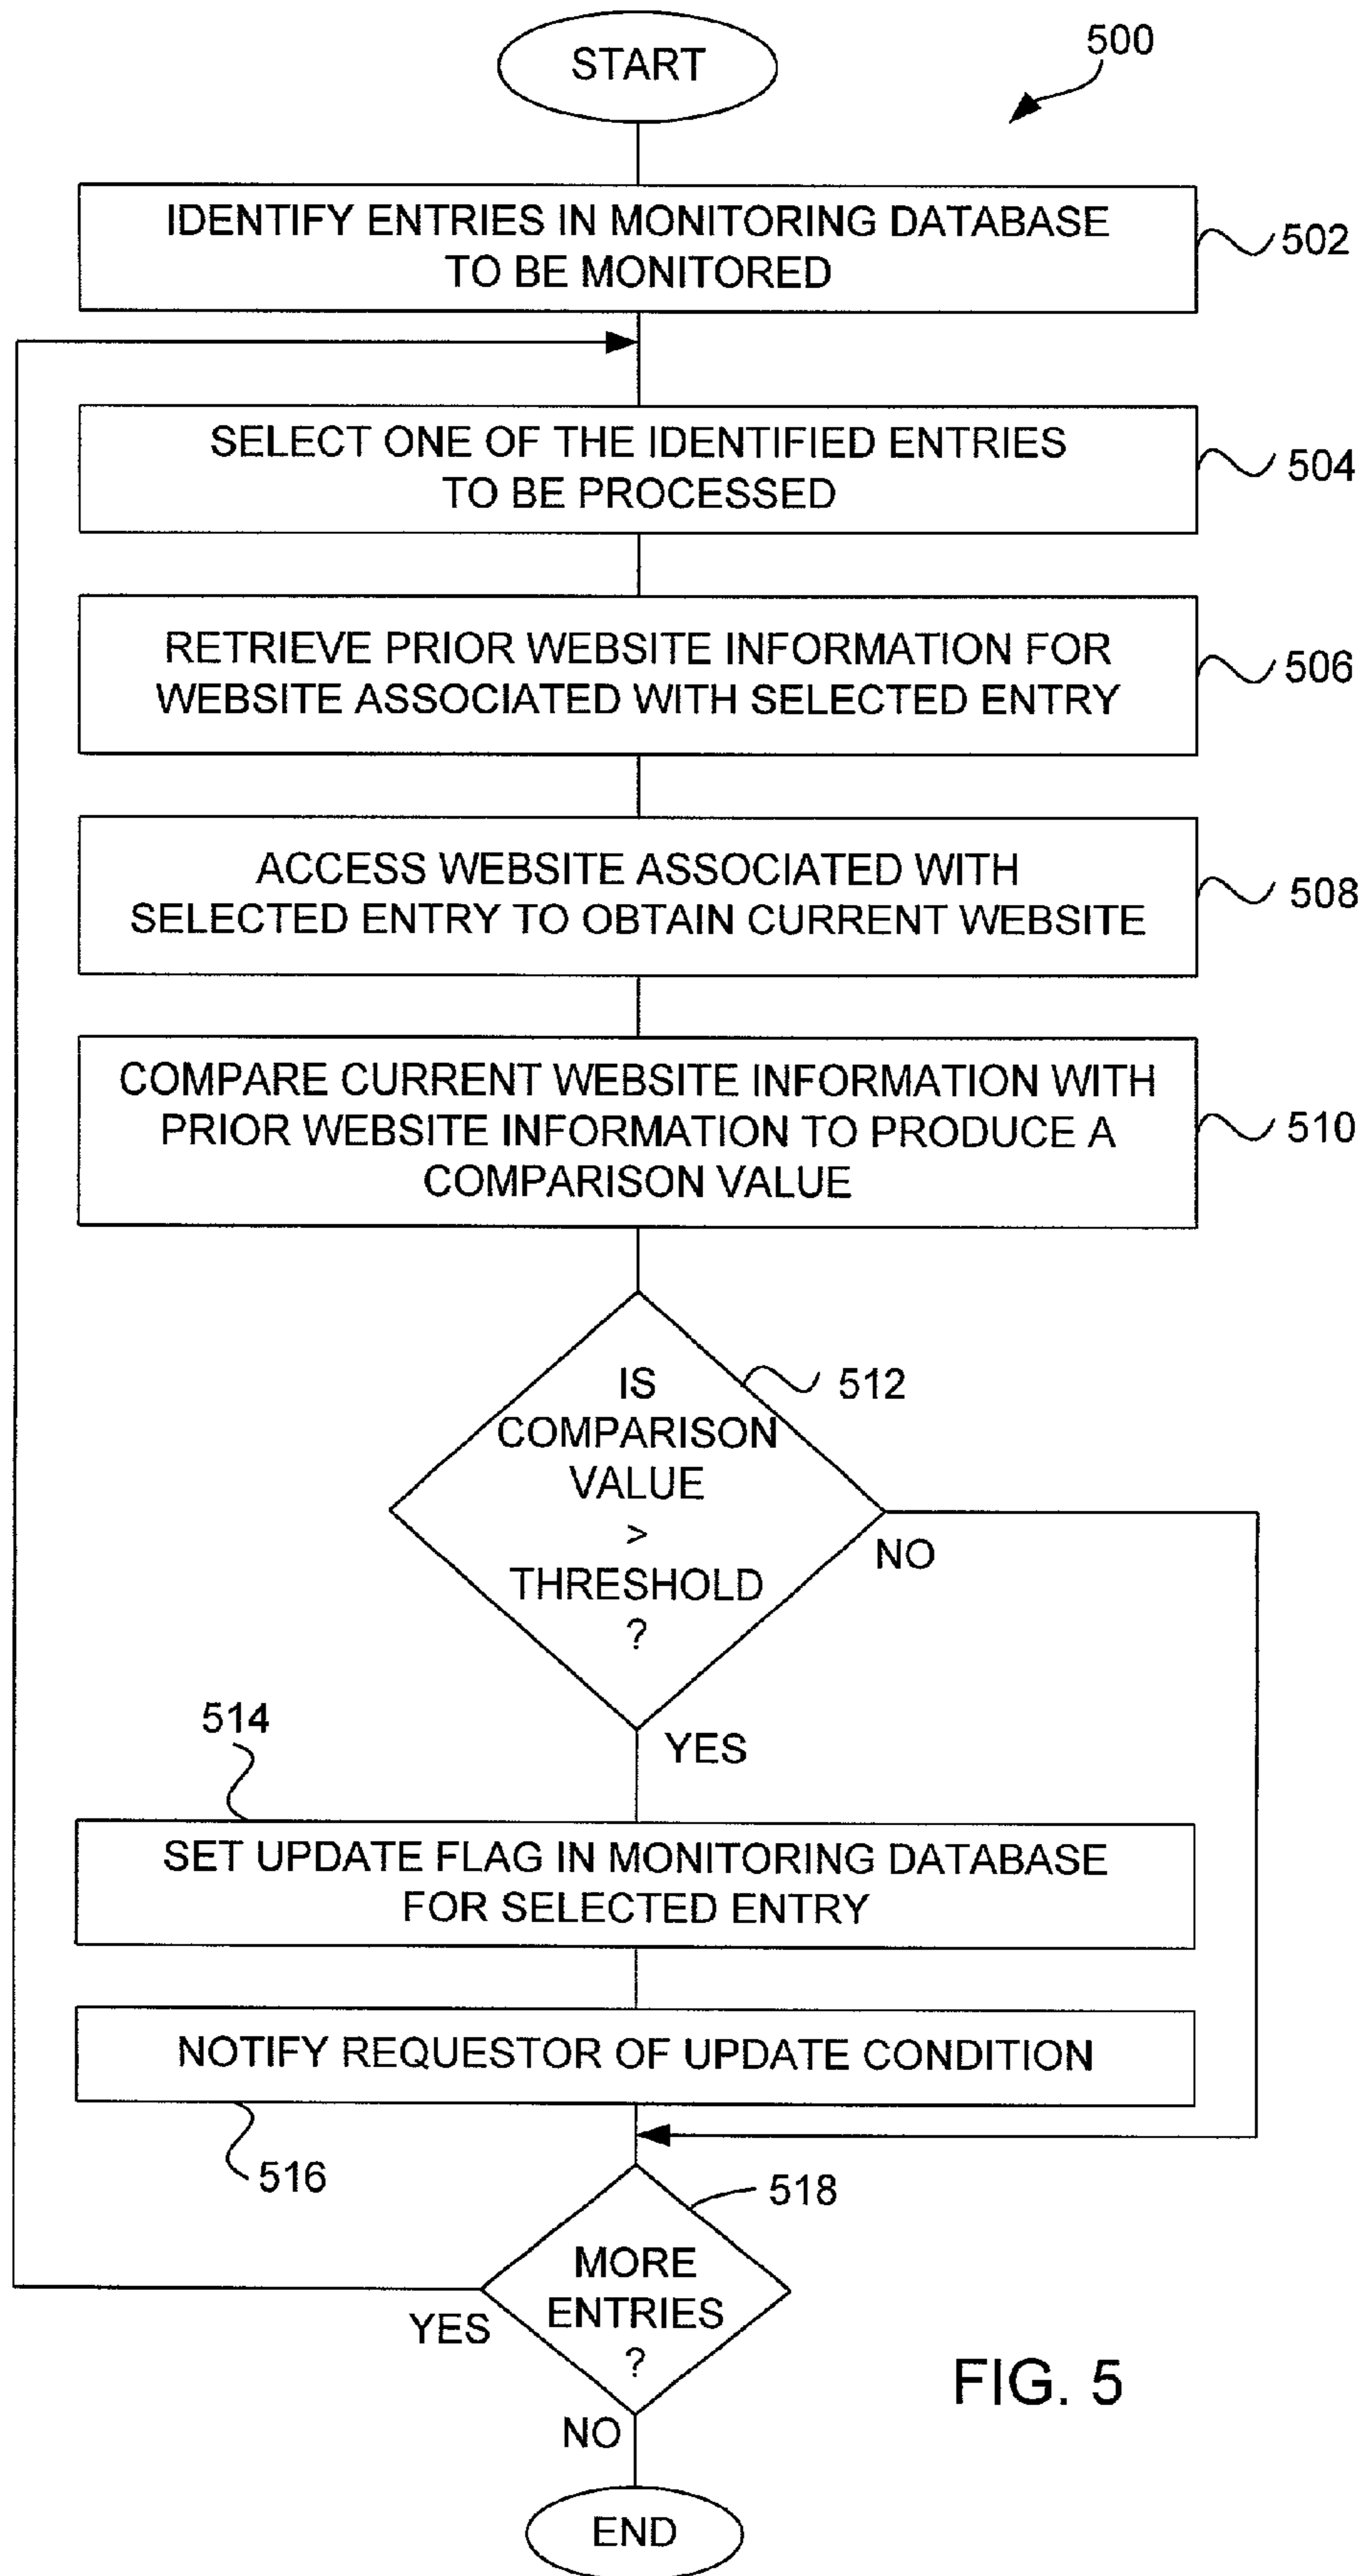 START
500
IDENTIFY ENTRIES IN MONITORING DATABASE
TO BE MONITORED
502
SELECT ONE OF THE IDENTIFIED ENTRIES
TO BE PROCESSED
504
RETRIEVE PRIOR WEBSITE INFORMATION FOR
WEBSITE ASSOCIATED WITH SELECTED ENTRY
506
ACCESS WEBSITE ASSOCIATED WITH
SELECTED ENTRY TO OBTAIN CURRENT WEBSITE
508
COMPARE CURRENT WEBSITE INFORMATION WITH
PRIOR WEBSITE INFORMATION TO PRODUCE A
COMPARISON VALUE
510
IS
COMPARISON
VALUE
>
THRESHOLD
?
512
NO
YES
514
SET UPDATE FLAG IN MONITORING DATABASE
FOR SELECTED ENTRY
NOTIFY REQUESTOR OF UPDATE CONDITION
516
518
MORE
ENTRIES
?
YES
NO
FIG. 5
END